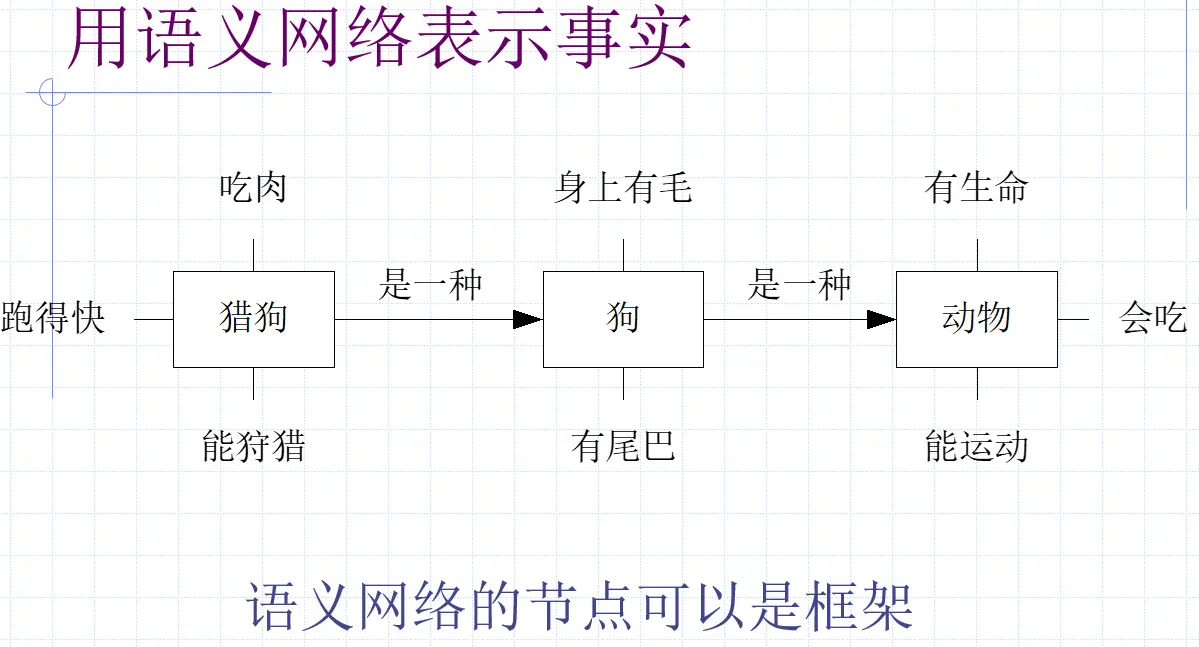 用语义网络表示事实
吃肉
身上有毛
有生命
是一种
是一种
跑得快
猎狗
狗
动物
会吃
能狩猎
有尾巴
能运动
语义网络的节点可以是框架